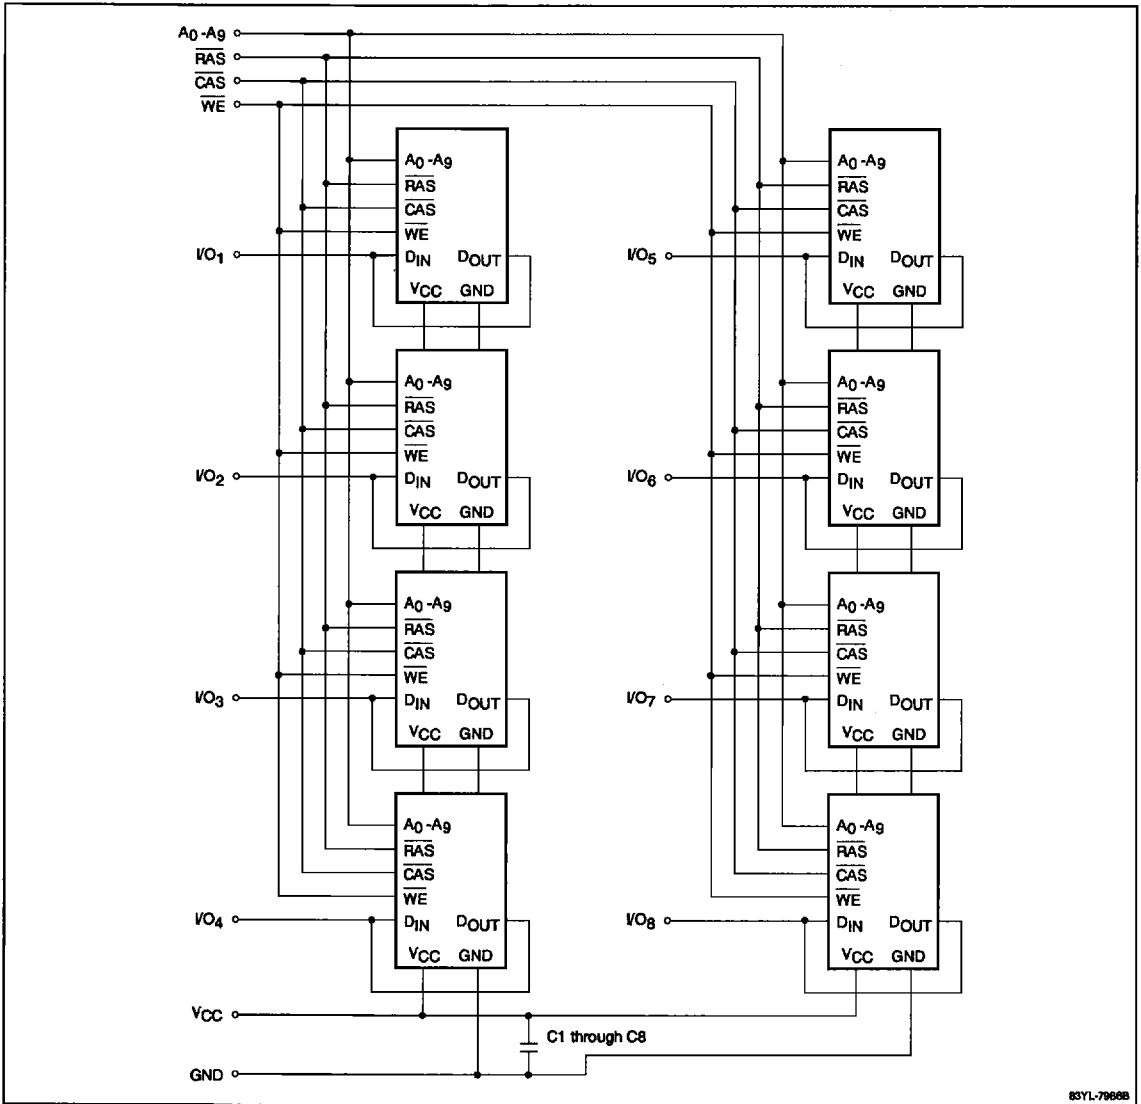 A0-A9
RAS
CAS
WE
A0-A9
RAS
CAS
WE
I/O1
DIN DOUT
VCC GND
A0-A9
RAS
CAS
WE
I/O5
DIN DOUT
VCC GND
A0-A9
RAS
CAS
WE
I/O2
DIN DOUT
VCC GND
A0-A9
RAS
CAS
WE
I/O6
DIN DOUT
VCC GND
A0-A9
RAS
CAS
WE
I/O3
DIN DOUT
VCC GND
A0-A9
RAS
CAS
WE
I/O7
DIN DOUT
VCC GND
A0-A9
RAS
CAS
WE
I/O4
DIN DOUT
VCC GND
A0-A9
RAS
CAS
WE
I/O8
DIN DOUT
VCC GND
VCC
C1 through C8
GND
83YL-7986B